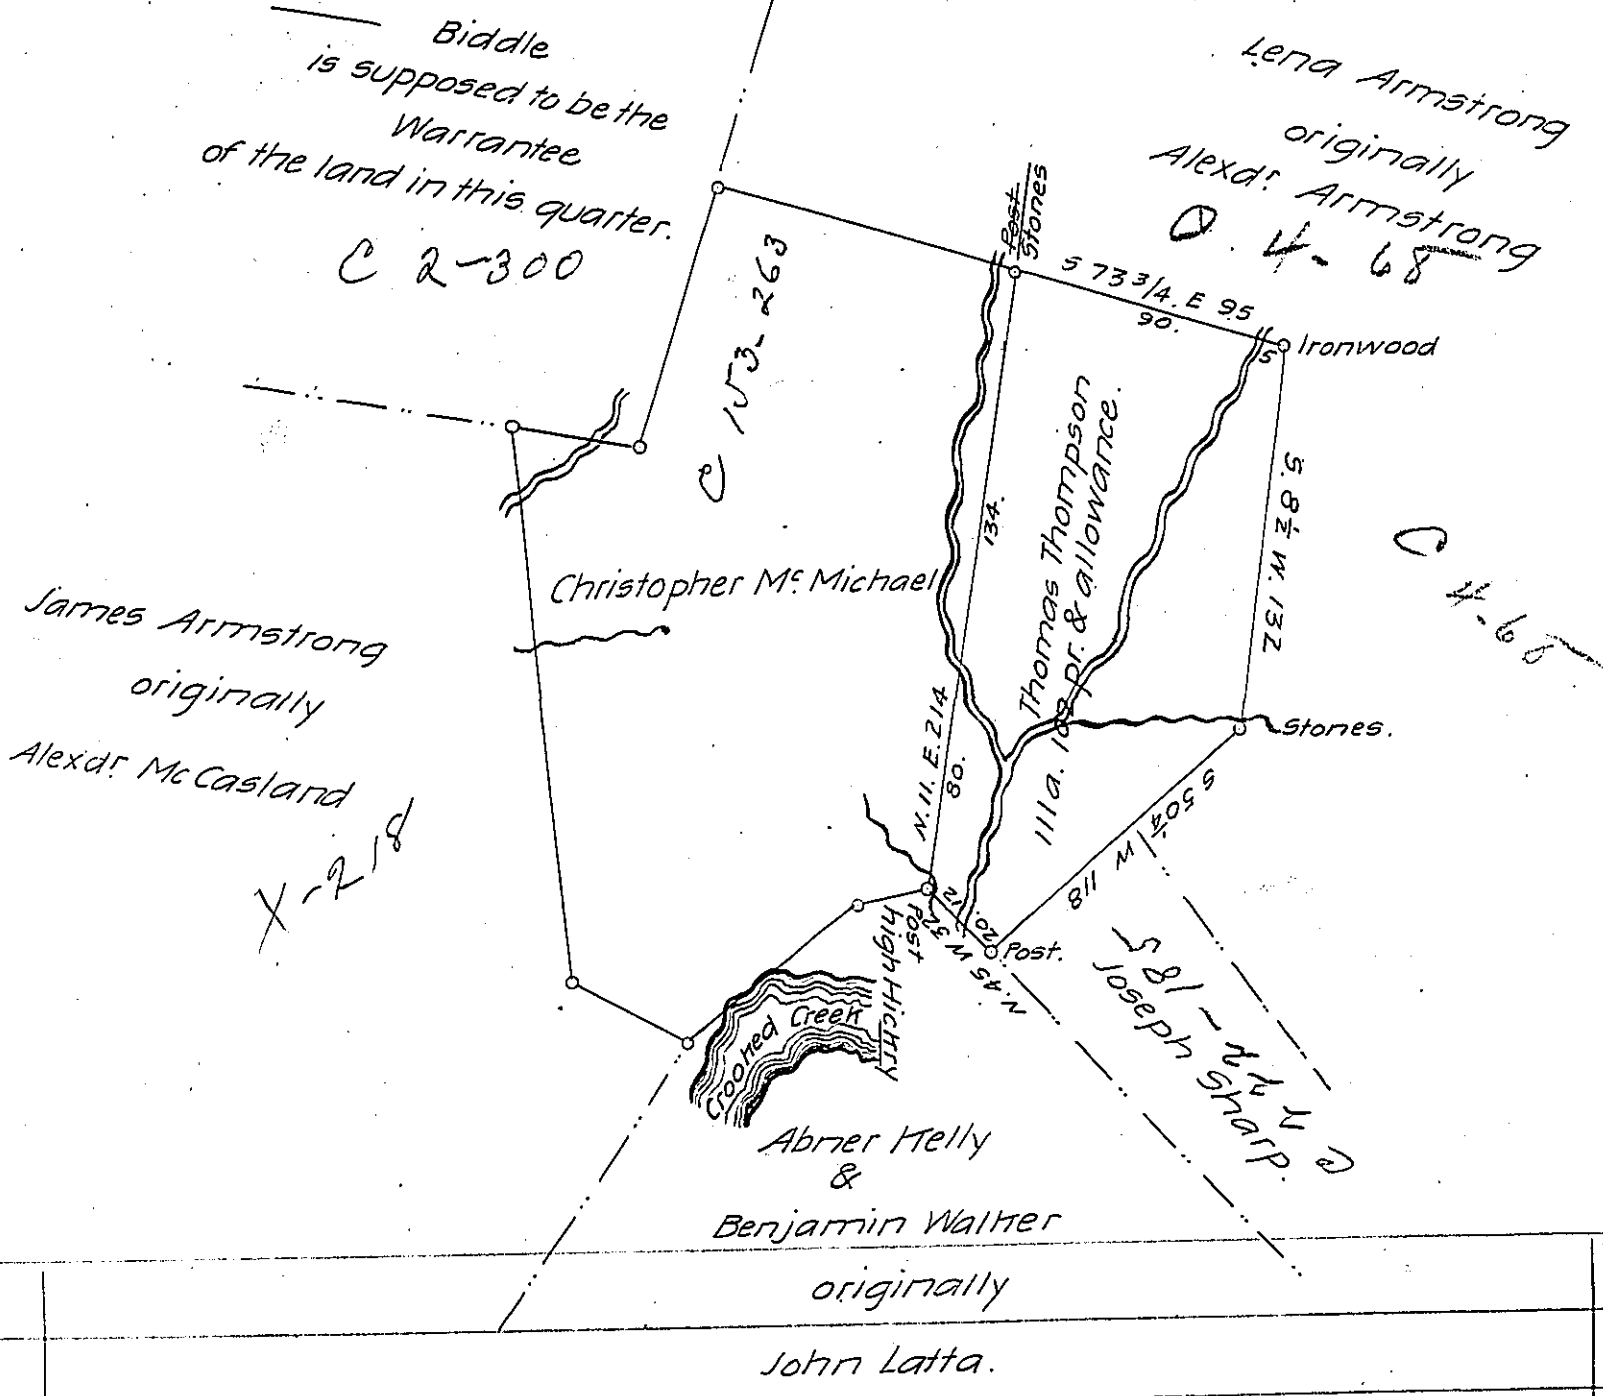 Biddle
is supposed to be the
Warrantee
of the land in this quarter.
C 2-300
Lena Armstrong
originally
Alexdr. Armstrong
4-68
Post
Stones
S 73 3/4. E 95
90.
5
Ironwood
C 153-263
134.
Thomas Thompson
111a. pr. & allowance.
S. 8 1/2 W. 132
C 4-68
Christopher Mc. Michael
James Armstrong
originally
Alexdr. McCasland
X-218
N. 11. E. 214
80.
Stones.
S 50 1/4 W 118
20.
Post.
N. 45 W
Post
high Hickry
Crooked Creek
Joseph Sharp.
Abner Kelly
&
Benjamin Walker
originally
John Latta.